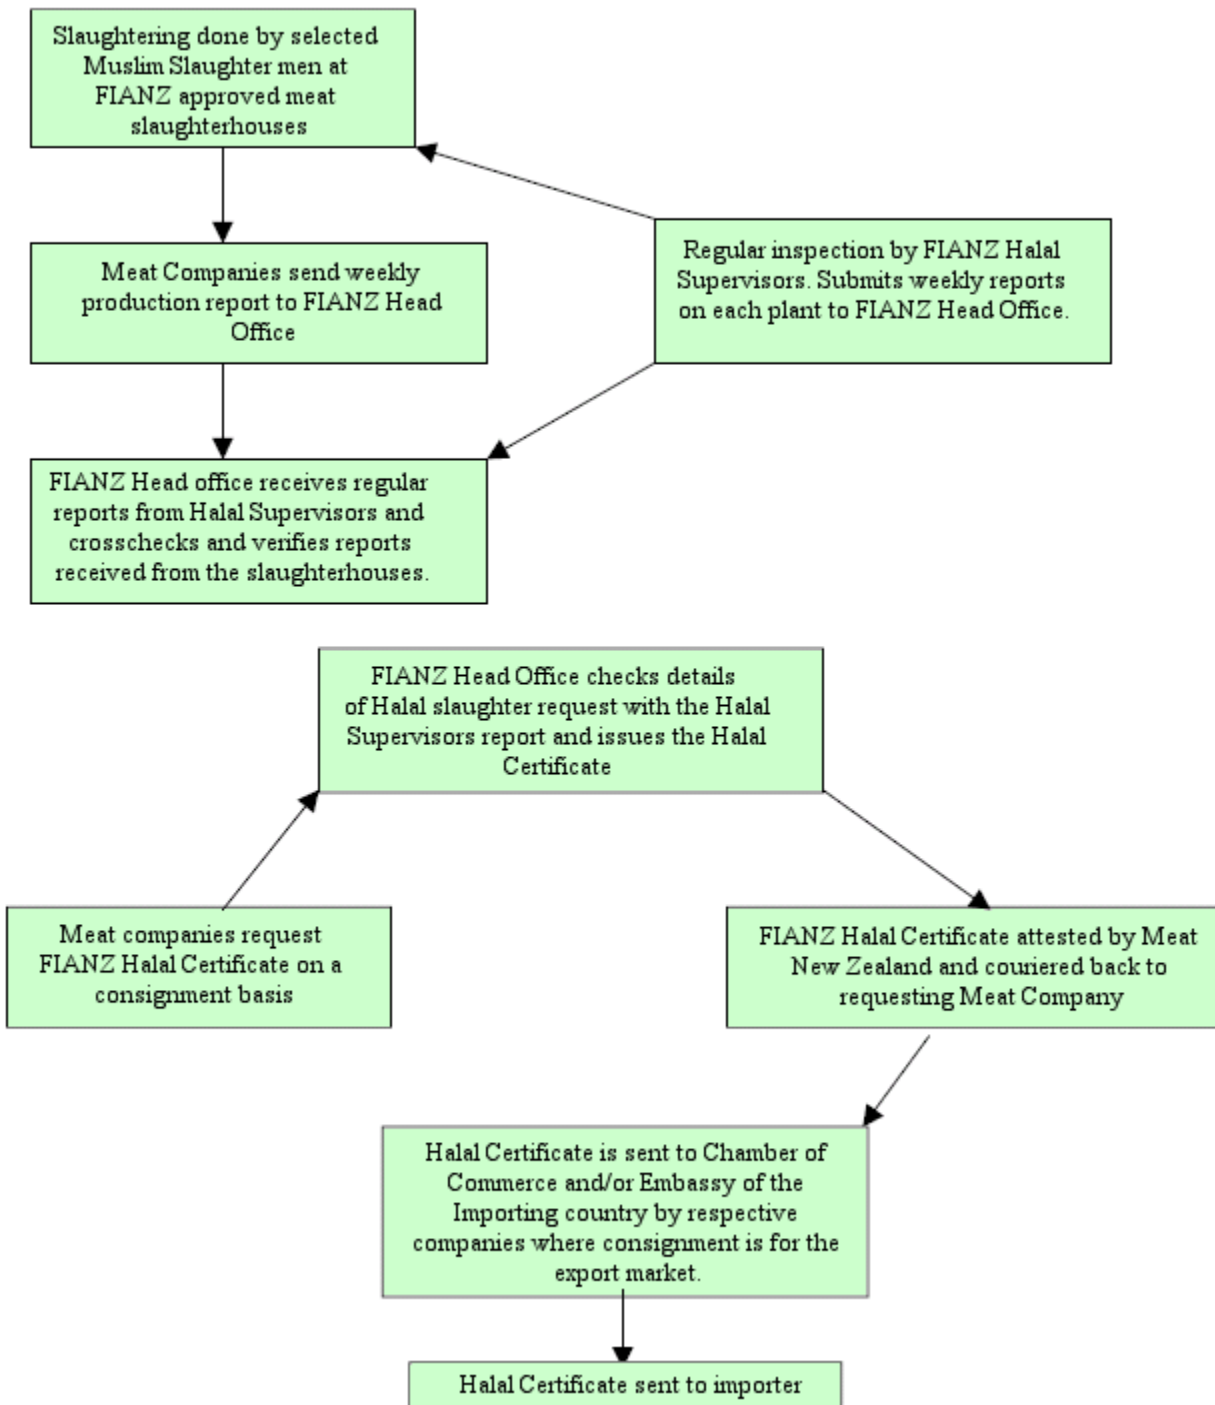 Slaughtering done by selected
Muslim Slaughter men at
FIANZ approved meat
slaughterhouses
Regular inspection by FIANZ Halal
Supervisors. Submits weekly reports
on each plant to FIANZ Head Office.
Meat Companies send weekly
production report to FIANZ Head
Office
FIANZ Head office receives regular
reports from Halal Supervisors and
crosschecks and verifies reports
received from the slaughterhouses.
FIANZ Head Office checks details
of Halal slaughter request with the Halal
Supervisors report and issues the Halal
Certificate
Meat companies request
FIANZ Halal Certificate on a
consignment basis
FIANZ Halal Certificate attested by Meat
New Zealand and couriered back to
requesting Meat Company
Halal Certificate is sent to Chamber of
Commerce and/or Embassy of the
Importing country by respective
companies where consignment is for the
export market.
Halal Certificate sent to importer